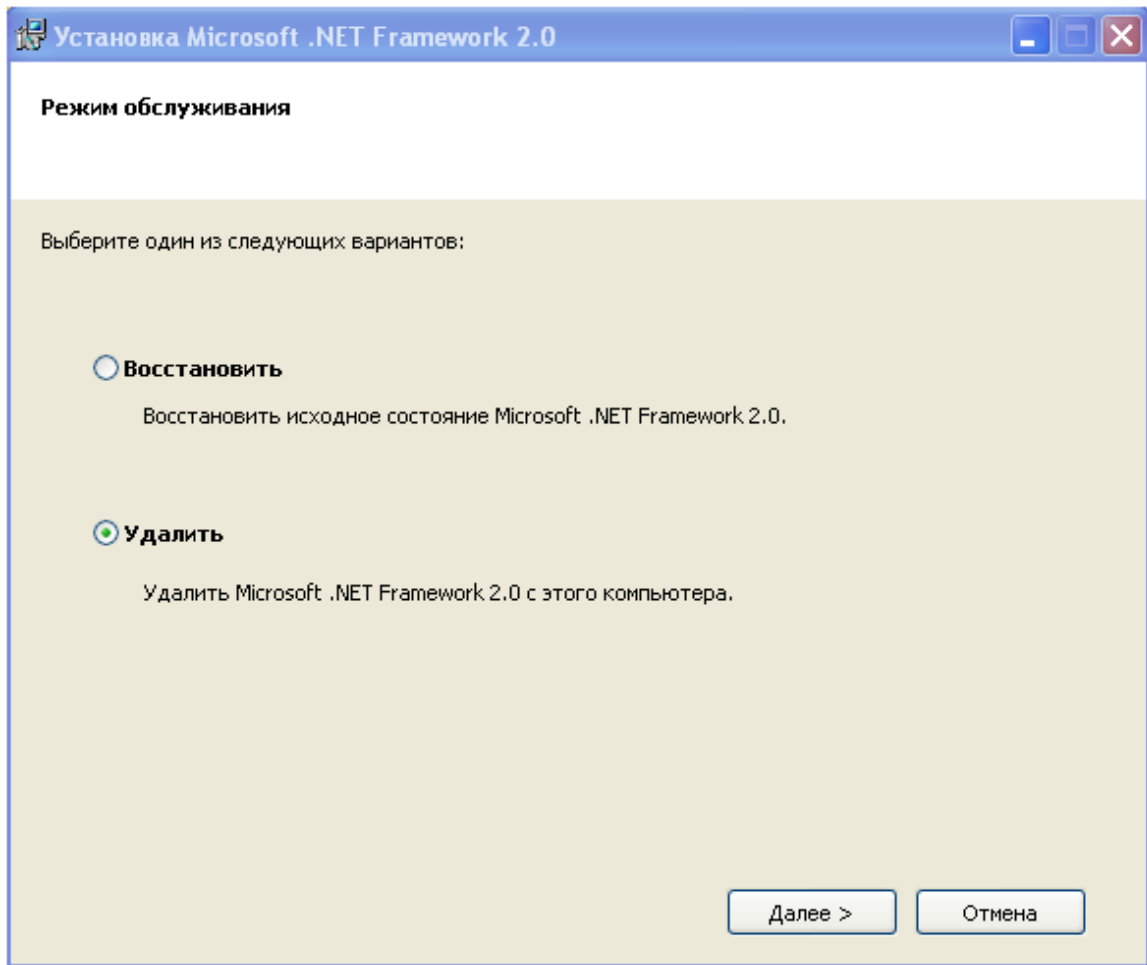 Установка Microsoft .NET Framework 2.0
Режим обслуживания
Выберите один из следующих вариантов:
Восстановить
Восстановить исходное состояние Microsoft .NET Framework 2.0.
Удалить
Удалить Microsoft .NET Framework 2.0 с этого компьютера.
Далее > Отмена